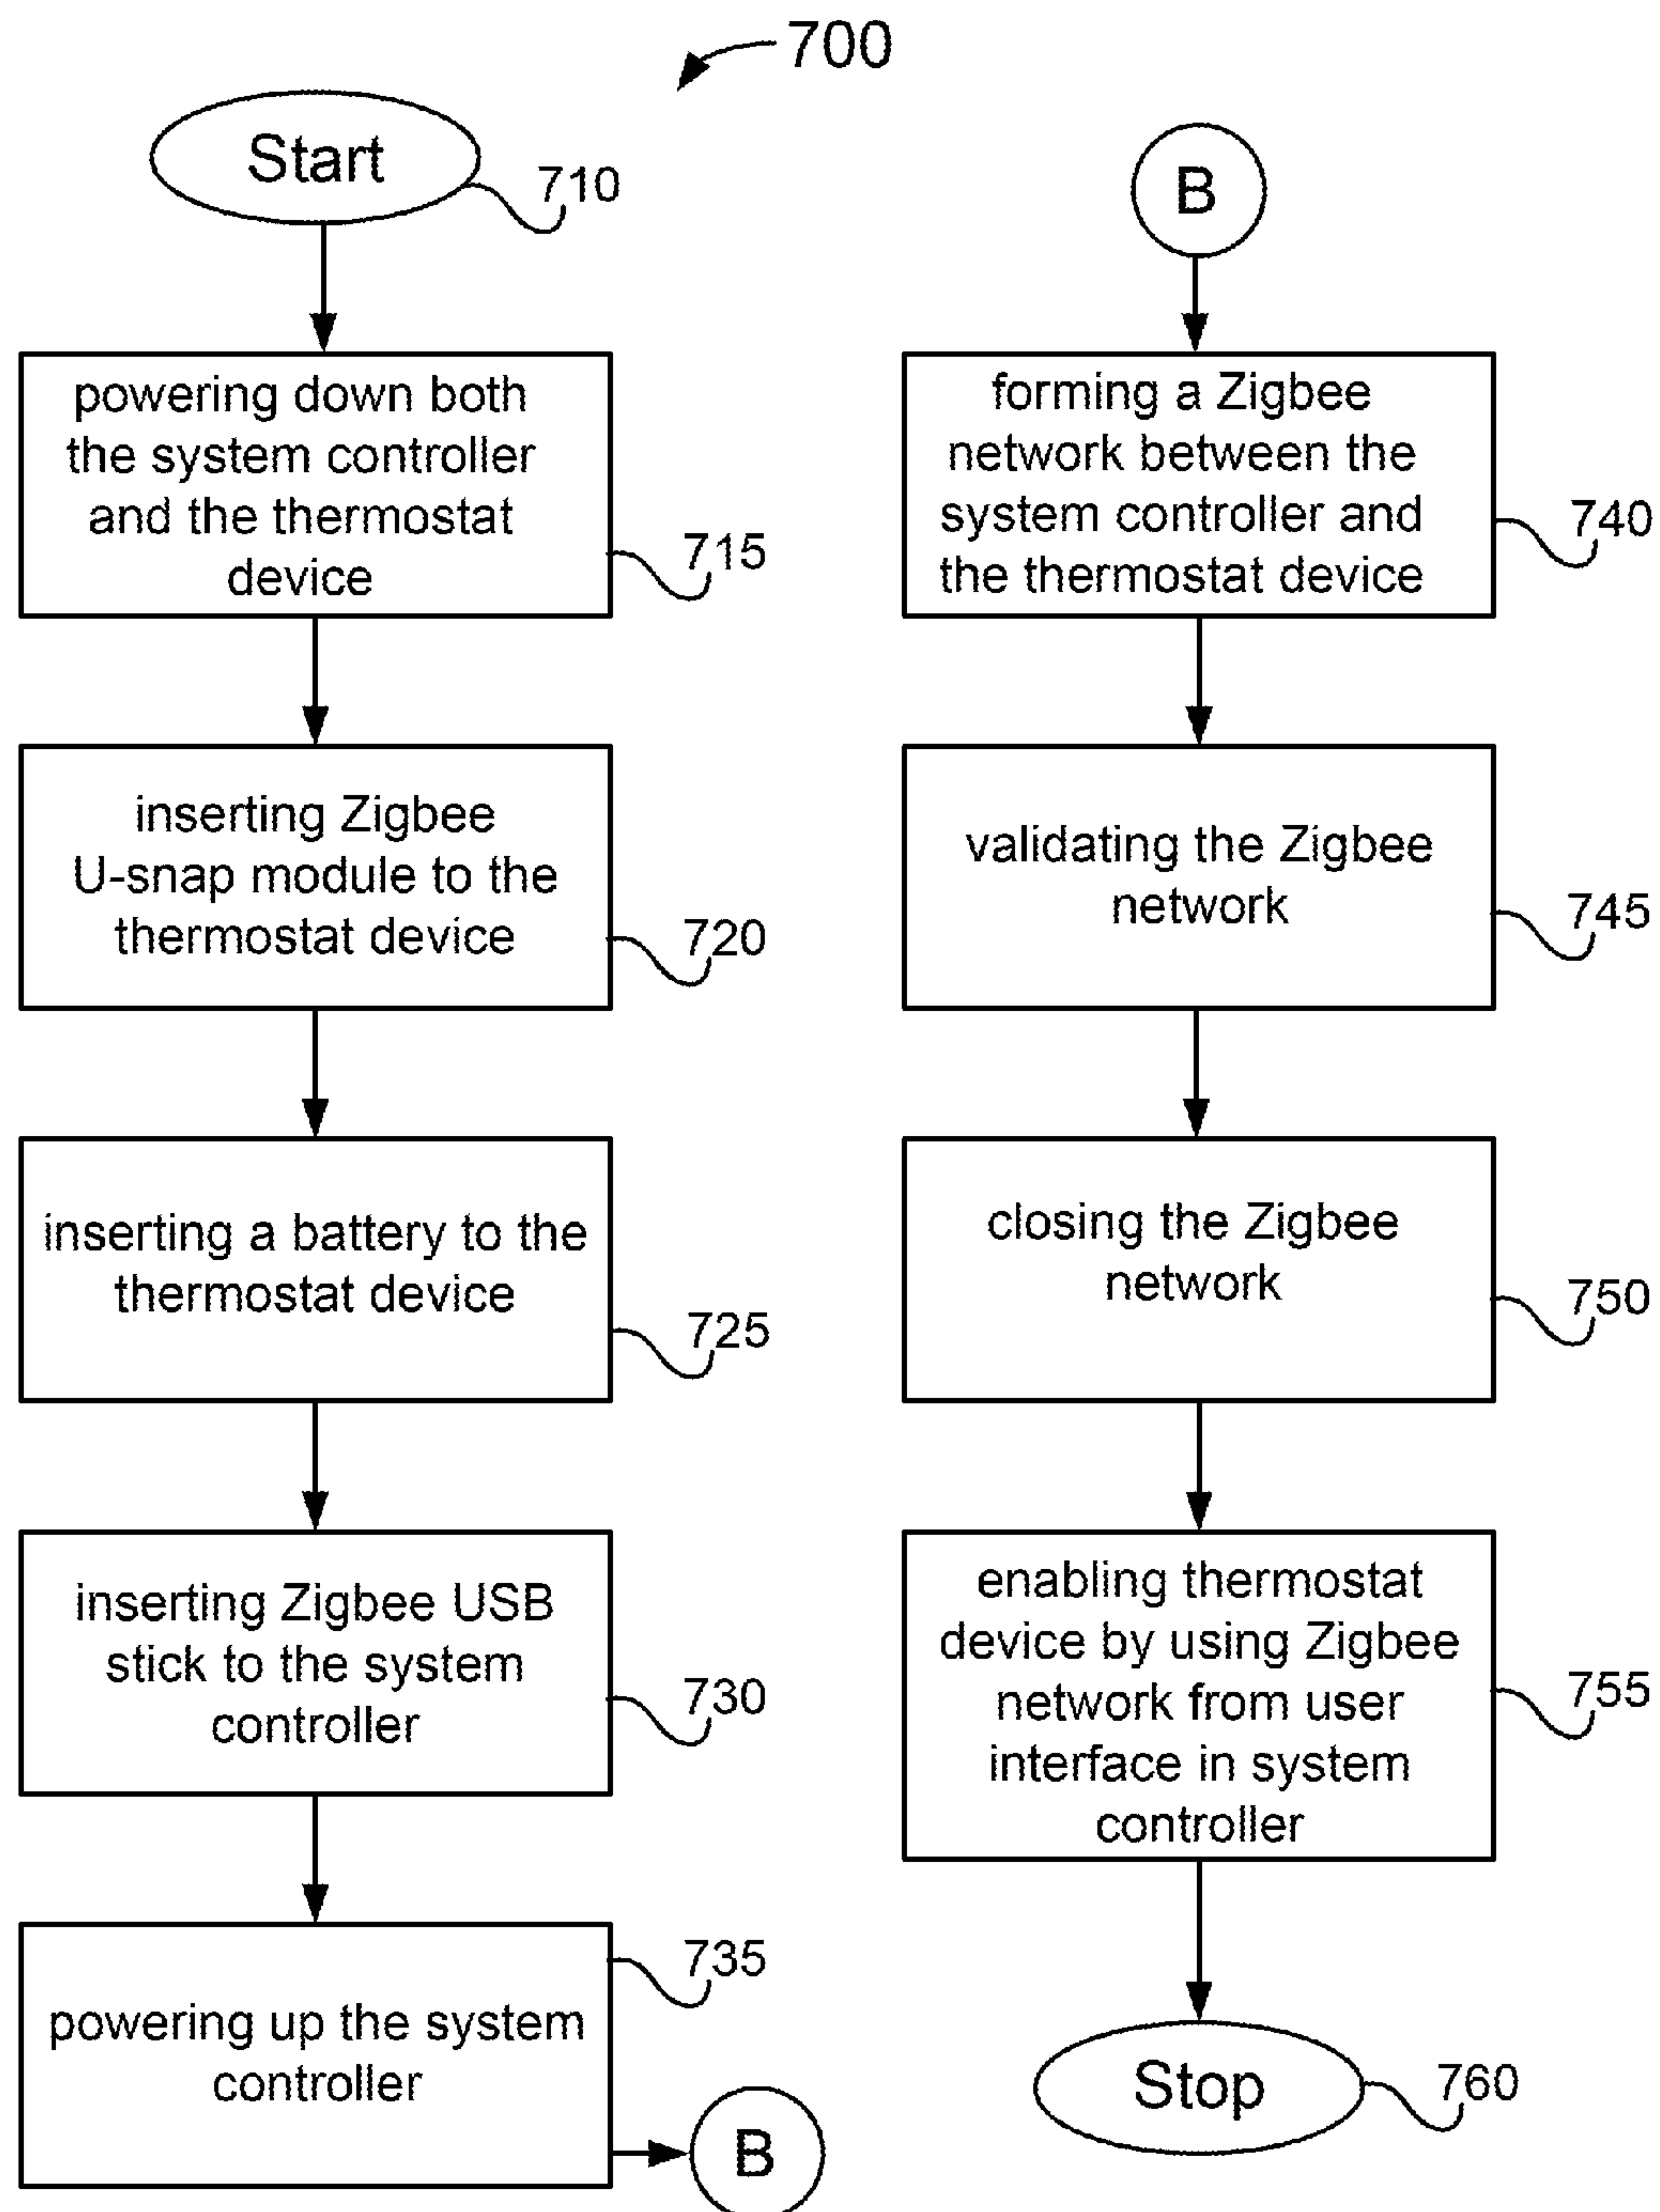 700
Start
710
powering down both
the system controller
and the thermostat
device
715
inserting Zigbee
U-snap module to the
thermostat device
720
inserting a battery to the
thermostat device
725
inserting Zigbee USB
stick to the system
controller
730
powering up the system
controller
735
B
B
forming a Zigbee
network between the
system controller and
the thermostat device
740
validating the Zigbee
network
745
closing the Zigbee
network
750
enabling thermostat
device by using Zigbee
network from user
interface in system
controller
755
Stop
760